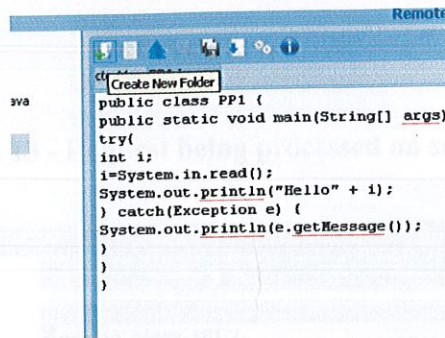 Remote
Create New Folder
ava
public class PP1 {
public static void main(String[] args)
try{
int i;
i=System.in.read();
System.out.println("Hello" + i);
} catch(Exception e) {
System.out.println(e.getMessage());
}
}
}